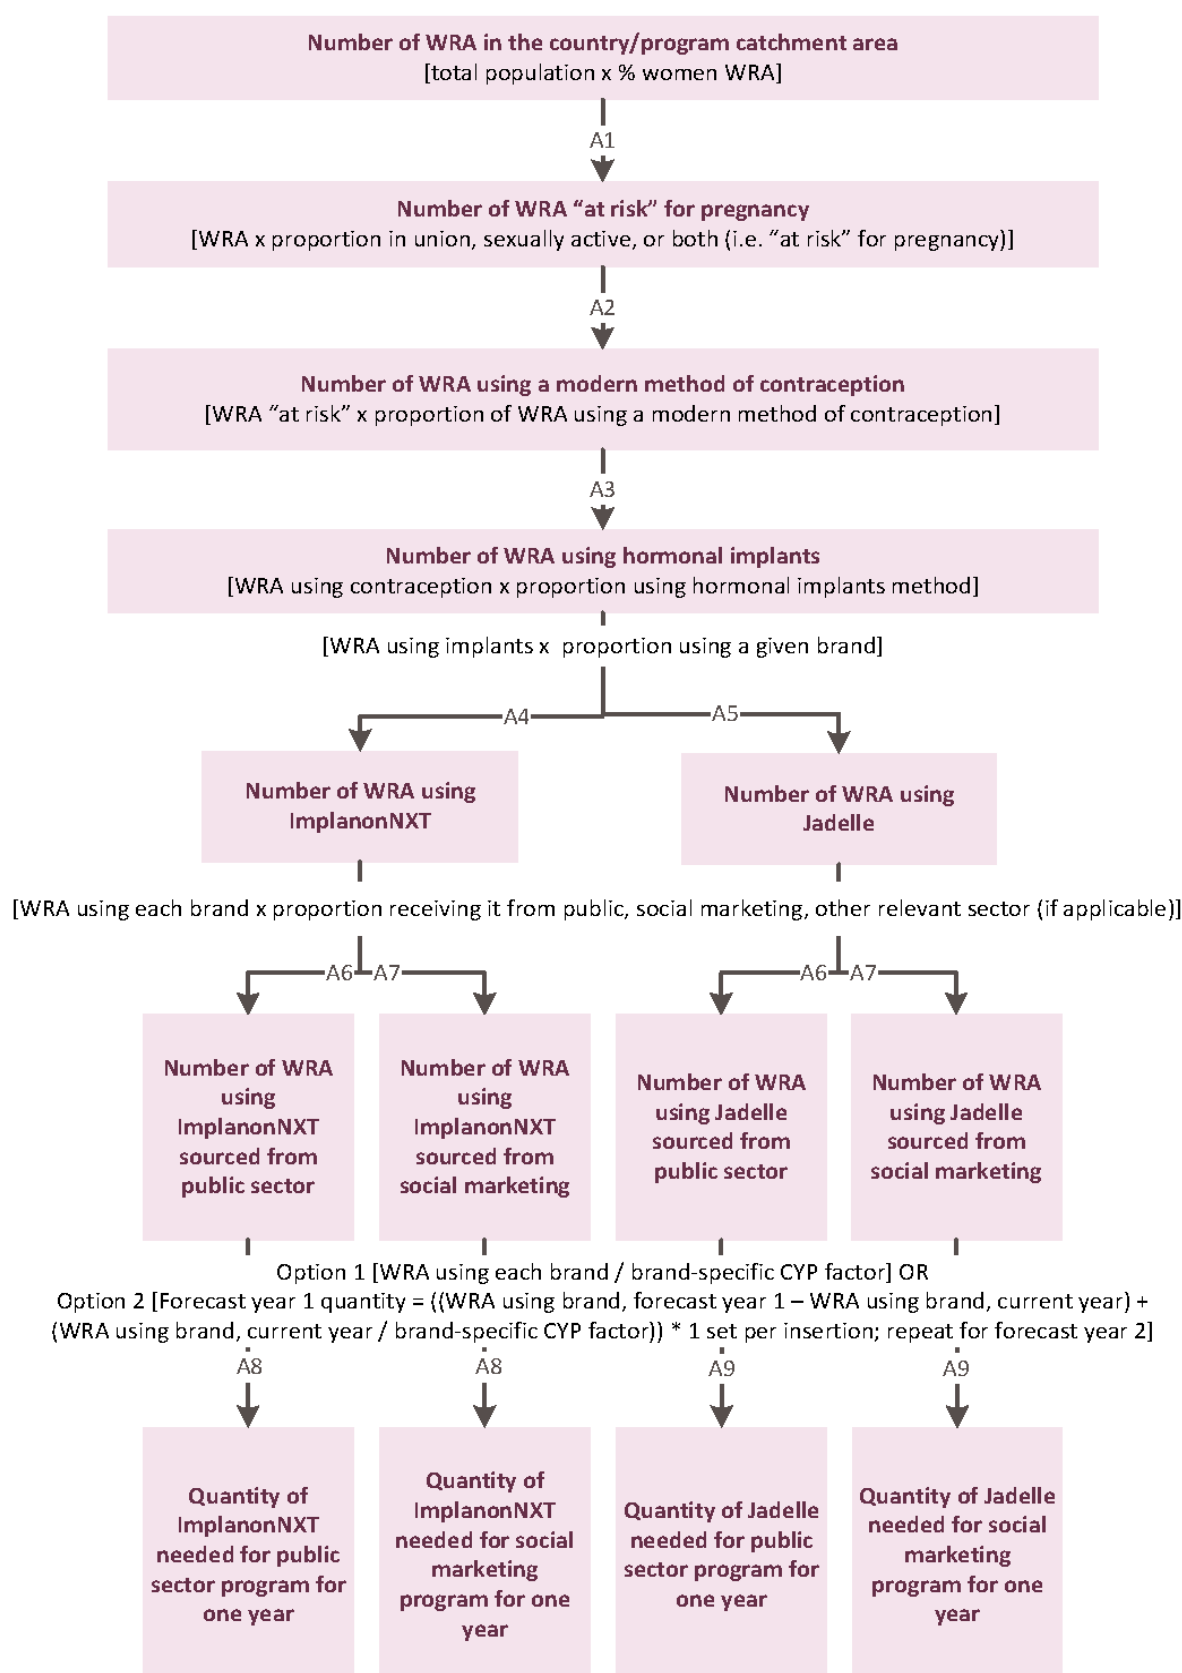 Number of WRA in the country/program catchment area
[total population x % women WRA]
A1
Number of WRA “at risk” for pregnancy
[WRA x proportion in union, sexually active, or both (i.e. “at risk” for pregnancy)]
A2
Number of WRA using a modern method of contraception
[WRA “at risk” x proportion of WRA using a modern method of contraception]
A3
Number of WRA using hormonal implants
[WRA using contraception x proportion using hormonal implants method]
[WRA using implants x  proportion using a given brand]
A4
A5
Number of WRA using
ImplanonNXT
Number of WRA using
Jadelle
[WRA using each brand x proportion receiving it from public, social marketing, other relevant sector (if applicable)]
A6
A7
A6
A7
Number of WRA
using
ImplanonNXT
sourced from
public sector
Number of WRA
using
ImplanonNXT
sourced from
social marketing
Number of WRA
using Jadelle
sourced from
public sector
Number of WRA
using Jadelle
sourced from
social marketing
Option 1 [WRA using each brand / brand-specific CYP factor] OR
Option 2 [Forecast year 1 quantity = ((WRA using brand, forecast year 1 – WRA using brand, current year) +
(WRA using brand, current year / brand-specific CYP factor)) * 1 set per insertion; repeat for forecast year 2]
A8
A8
A9
A9
Quantity of
ImplanonNXT
needed for public
sector program for
one year
Quantity of
ImplanonNXT
needed for social
marketing
program for one
year
Quantity of Jadelle
needed for public
sector program for
one year
Quantity of Jadelle
needed for social
marketing
program for one
year